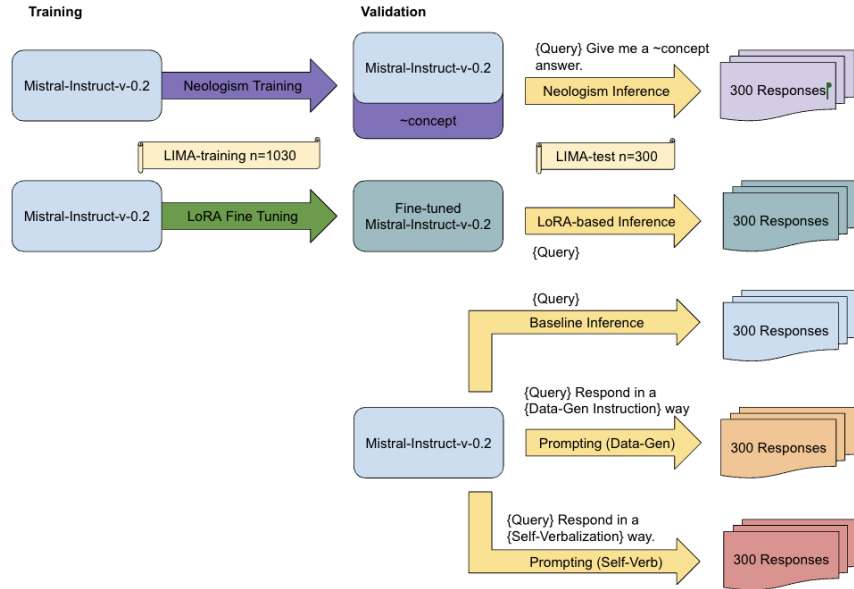 Training
Validation
Mistral-Instruct-v-0.2
Neologism Training
Mistral-Instruct-v-0.2
~concept
{Query} Give me a ~concept
answer.
Neologism Inference
300 Responses
LIMA-training n=1030
LIMA-test n=300
Mistral-Instruct-v-0.2
LoRA Fine Tuning
Fine-tuned
Mistral-Instruct-v-0.2
LoRA-based Inference
{Query}
300 Responses
{Query}
Baseline Inference
300 Responses
Mistral-Instruct-v-0.2
{Query} Respond in a
{Data-Gen Instruction} way
Prompting (Data-Gen)
300 Responses
{Query} Respond in a
{Self-Verbalization} way.
Prompting (Self-Verb)
300 Responses